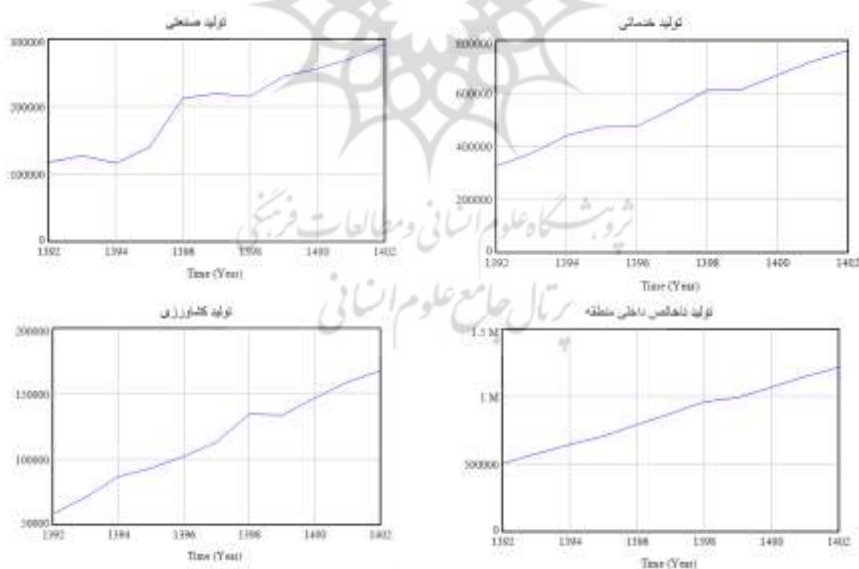 تولید صنعتی
300000
200000
100000
0
1392 1394 1396 1398 1400 1402
Time (Year)
تولید خدماتی
800000
600000
400000
200000
0
1392 1394 1396 1398 1400 1402
Time (Year)
پژوهشگاه علوم انسانی و مطالعات فرهنگی
پرتال جامع علوم انسانی
تولید کشاورزی
200000
150000
100000
50000
1392 1394 1396 1398 1400 1402
Time (Year)
تولید ناخالص داخلی منطقه
1.5 M
1 M
500000
0
1392 1394 1396 1398 1400 1402
Time (Year)